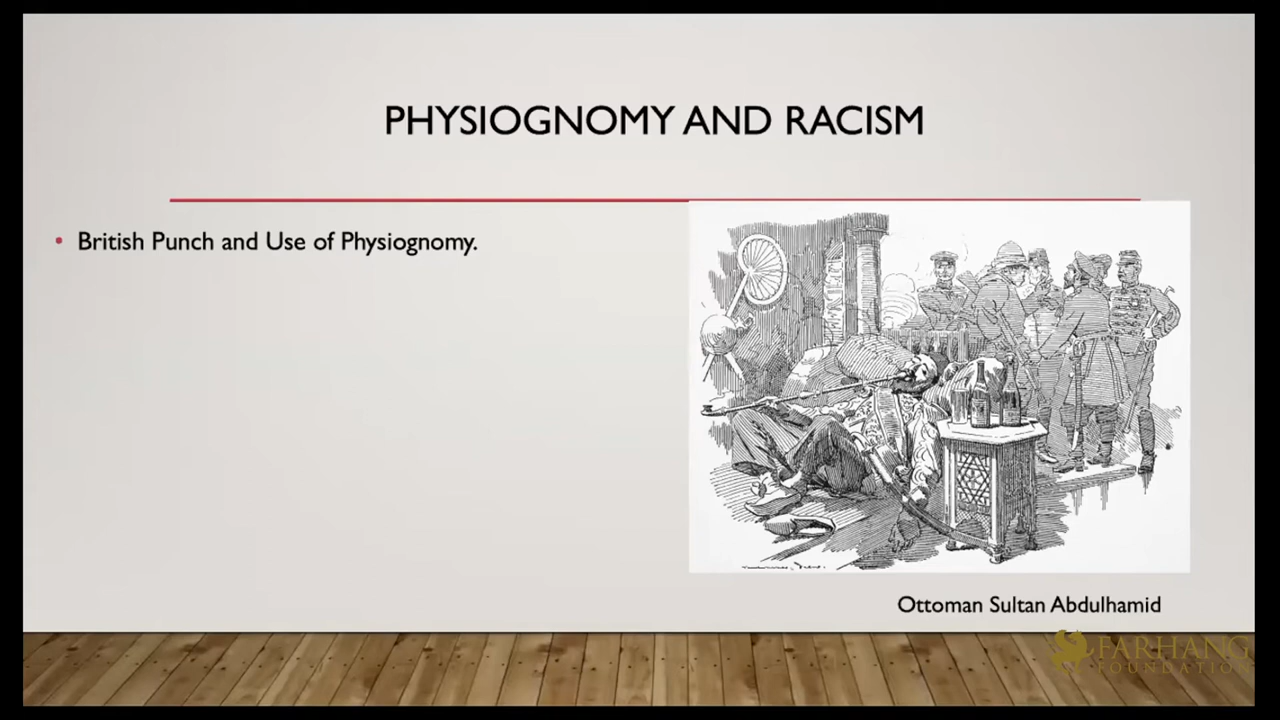 PHYSIOGNOMY AND RACISM
• British Punch and Use of Physiognomy.
Ottoman Sultan Abdulhamid
FARHANG
FOUNDATION